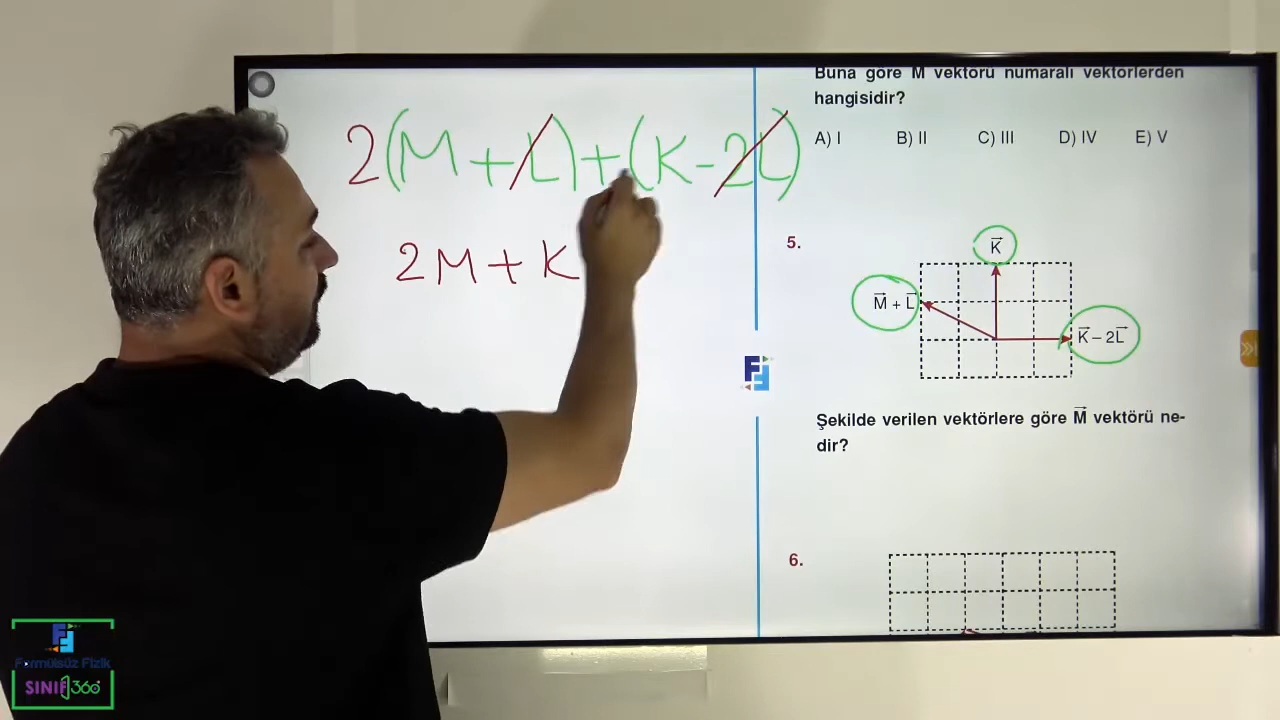 2(M + L) + (K - 2L)
2M + K
Buna göre M vektörü numaralı vektörlerden
hangisidir?
A) I B) II C) III D) IV E) V
5.
K⃗
M⃗ + L⃗
K⃗ – 2L⃗
Şekilde verilen vektörlere göre M⃗ vektörü ne-
dir?
6.
Formülsüz Fizik
SINIF 360°